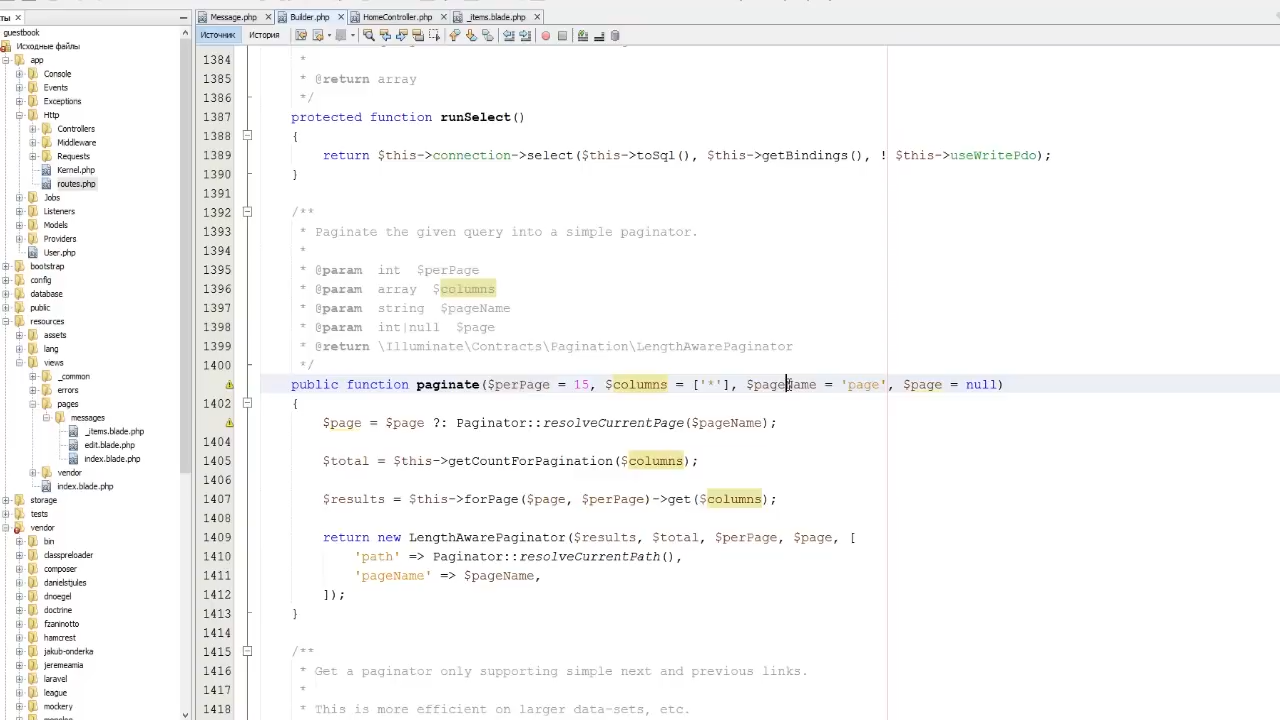 ты
Message.php
Builder.php
HomeController.php
_items.blade.php
Источник
История
guestbook
Исходные файлы
app
Console
Events
Exceptions
Http
Controllers
Middleware
Requests
Kernel.php
routes.php
Jobs
Listeners
Models
Providers
User.php
bootstrap
config
database
public
resources
assets
lang
views
_common
errors
pages
messages
_items.blade.php
edit.blade.php
index.blade.php
vendor
index.blade.php
storage
tests
vendor
bin
classpreloader
composer
danielstjules
dnoegel
doctrine
fzaninotto
hamcrest
jakub-onderka
jeremeamia
laravel
league
mockery
1384 *
1385 * @return array
1386 */
1387 protected function runSelect()
1388 {
1389 return $this->connection->select($this->toSql(), $this->getBindings(), ! $this->useWritePdo);
1390 }
1391
1392 /**
1393 * Paginate the given query into a simple paginator.
1394 *
1395 * @param int $perPage
1396 * @param array $columns
1397 * @param string $pageName
1398 * @param int|null $page
1399 * @return \Illuminate\Contracts\Pagination\LengthAwarePaginator
1400 */
public function paginate($perPage = 15, $columns = ['*'], $pageName = 'page', $page = null)
1402 {
$page = $page ?: Paginator::resolveCurrentPage($pageName);
1404
1405 $total = $this->getCountForPagination($columns);
1406
1407 $results = $this->forPage($page, $perPage)->get($columns);
1408
1409 return new LengthAwarePaginator($results, $total, $perPage, $page, [
1410 'path' => Paginator::resolveCurrentPath(),
1411 'pageName' => $pageName,
1412 ]);
1413 }
1414
1415 /**
1416 * Get a paginator only supporting simple next and previous links.
1417 *
1418 * This is more efficient on larger data-sets, etc.